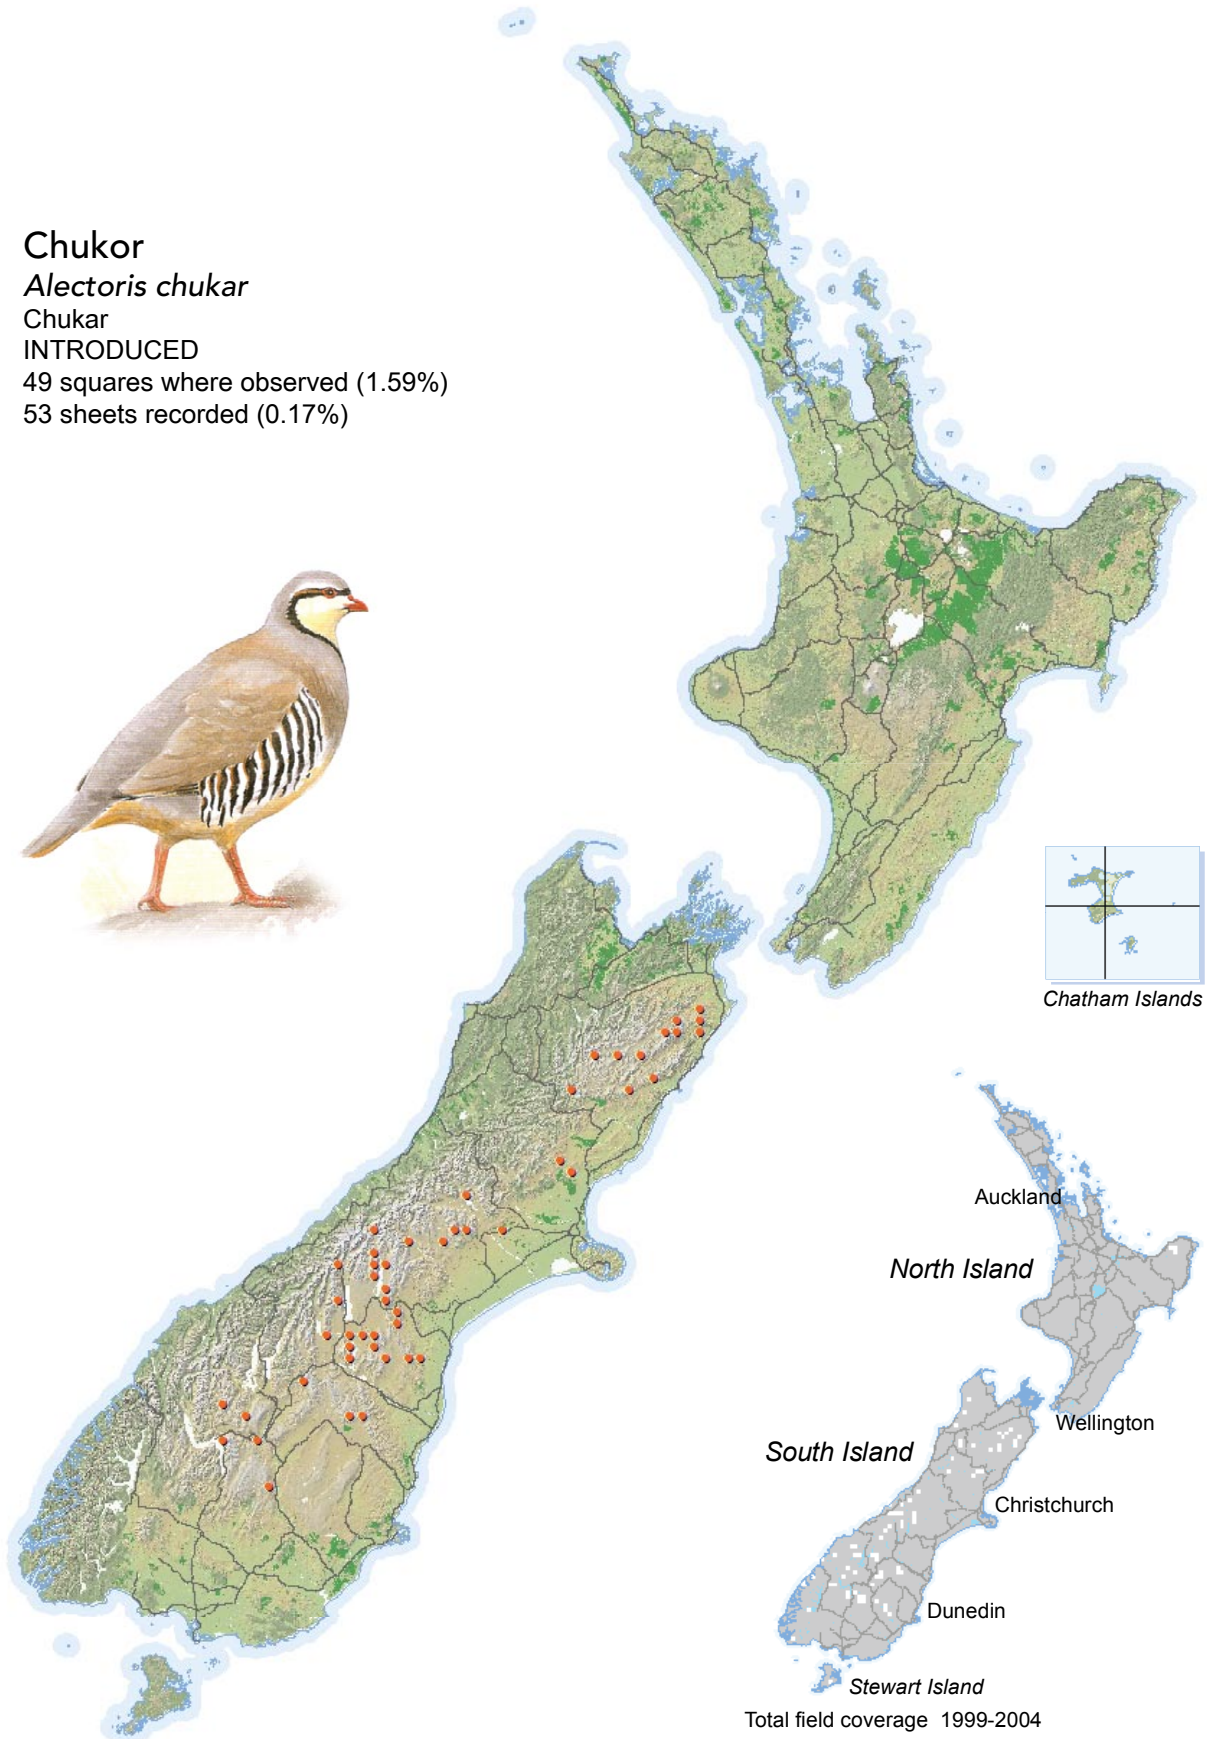 Chukor
Alectoris chukar
Chukar
INTRODUCED
49 squares where observed (1.59%)
53 sheets recorded (0.17%)
Chatham Islands
Auckland
North Island
Wellington
South Island
Christchurch
Dunedin
Stewart Island
Total field coverage 1999-2004